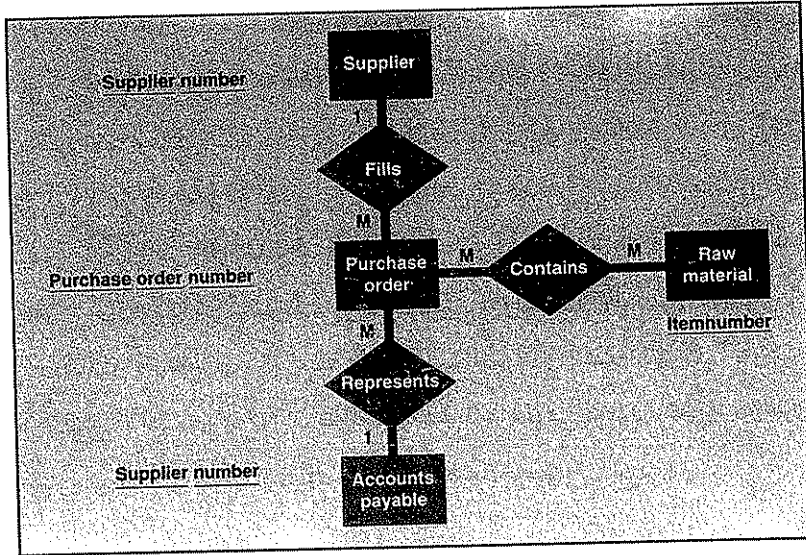 Supplier number
Supplier
1
Fills
M
Purchase order number
Purchase
order
M
Contains
M
Raw
material
Itemnumber
M
Represents
1
Supplier number
Accounts
payable